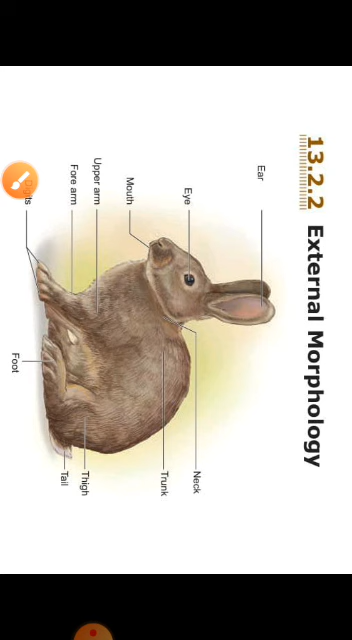 13.2.2 External Morphology
Ear
Eye
Mouth
Upper arm
Fore arm
Neck
Trunk
Thigh
Tail
Foot